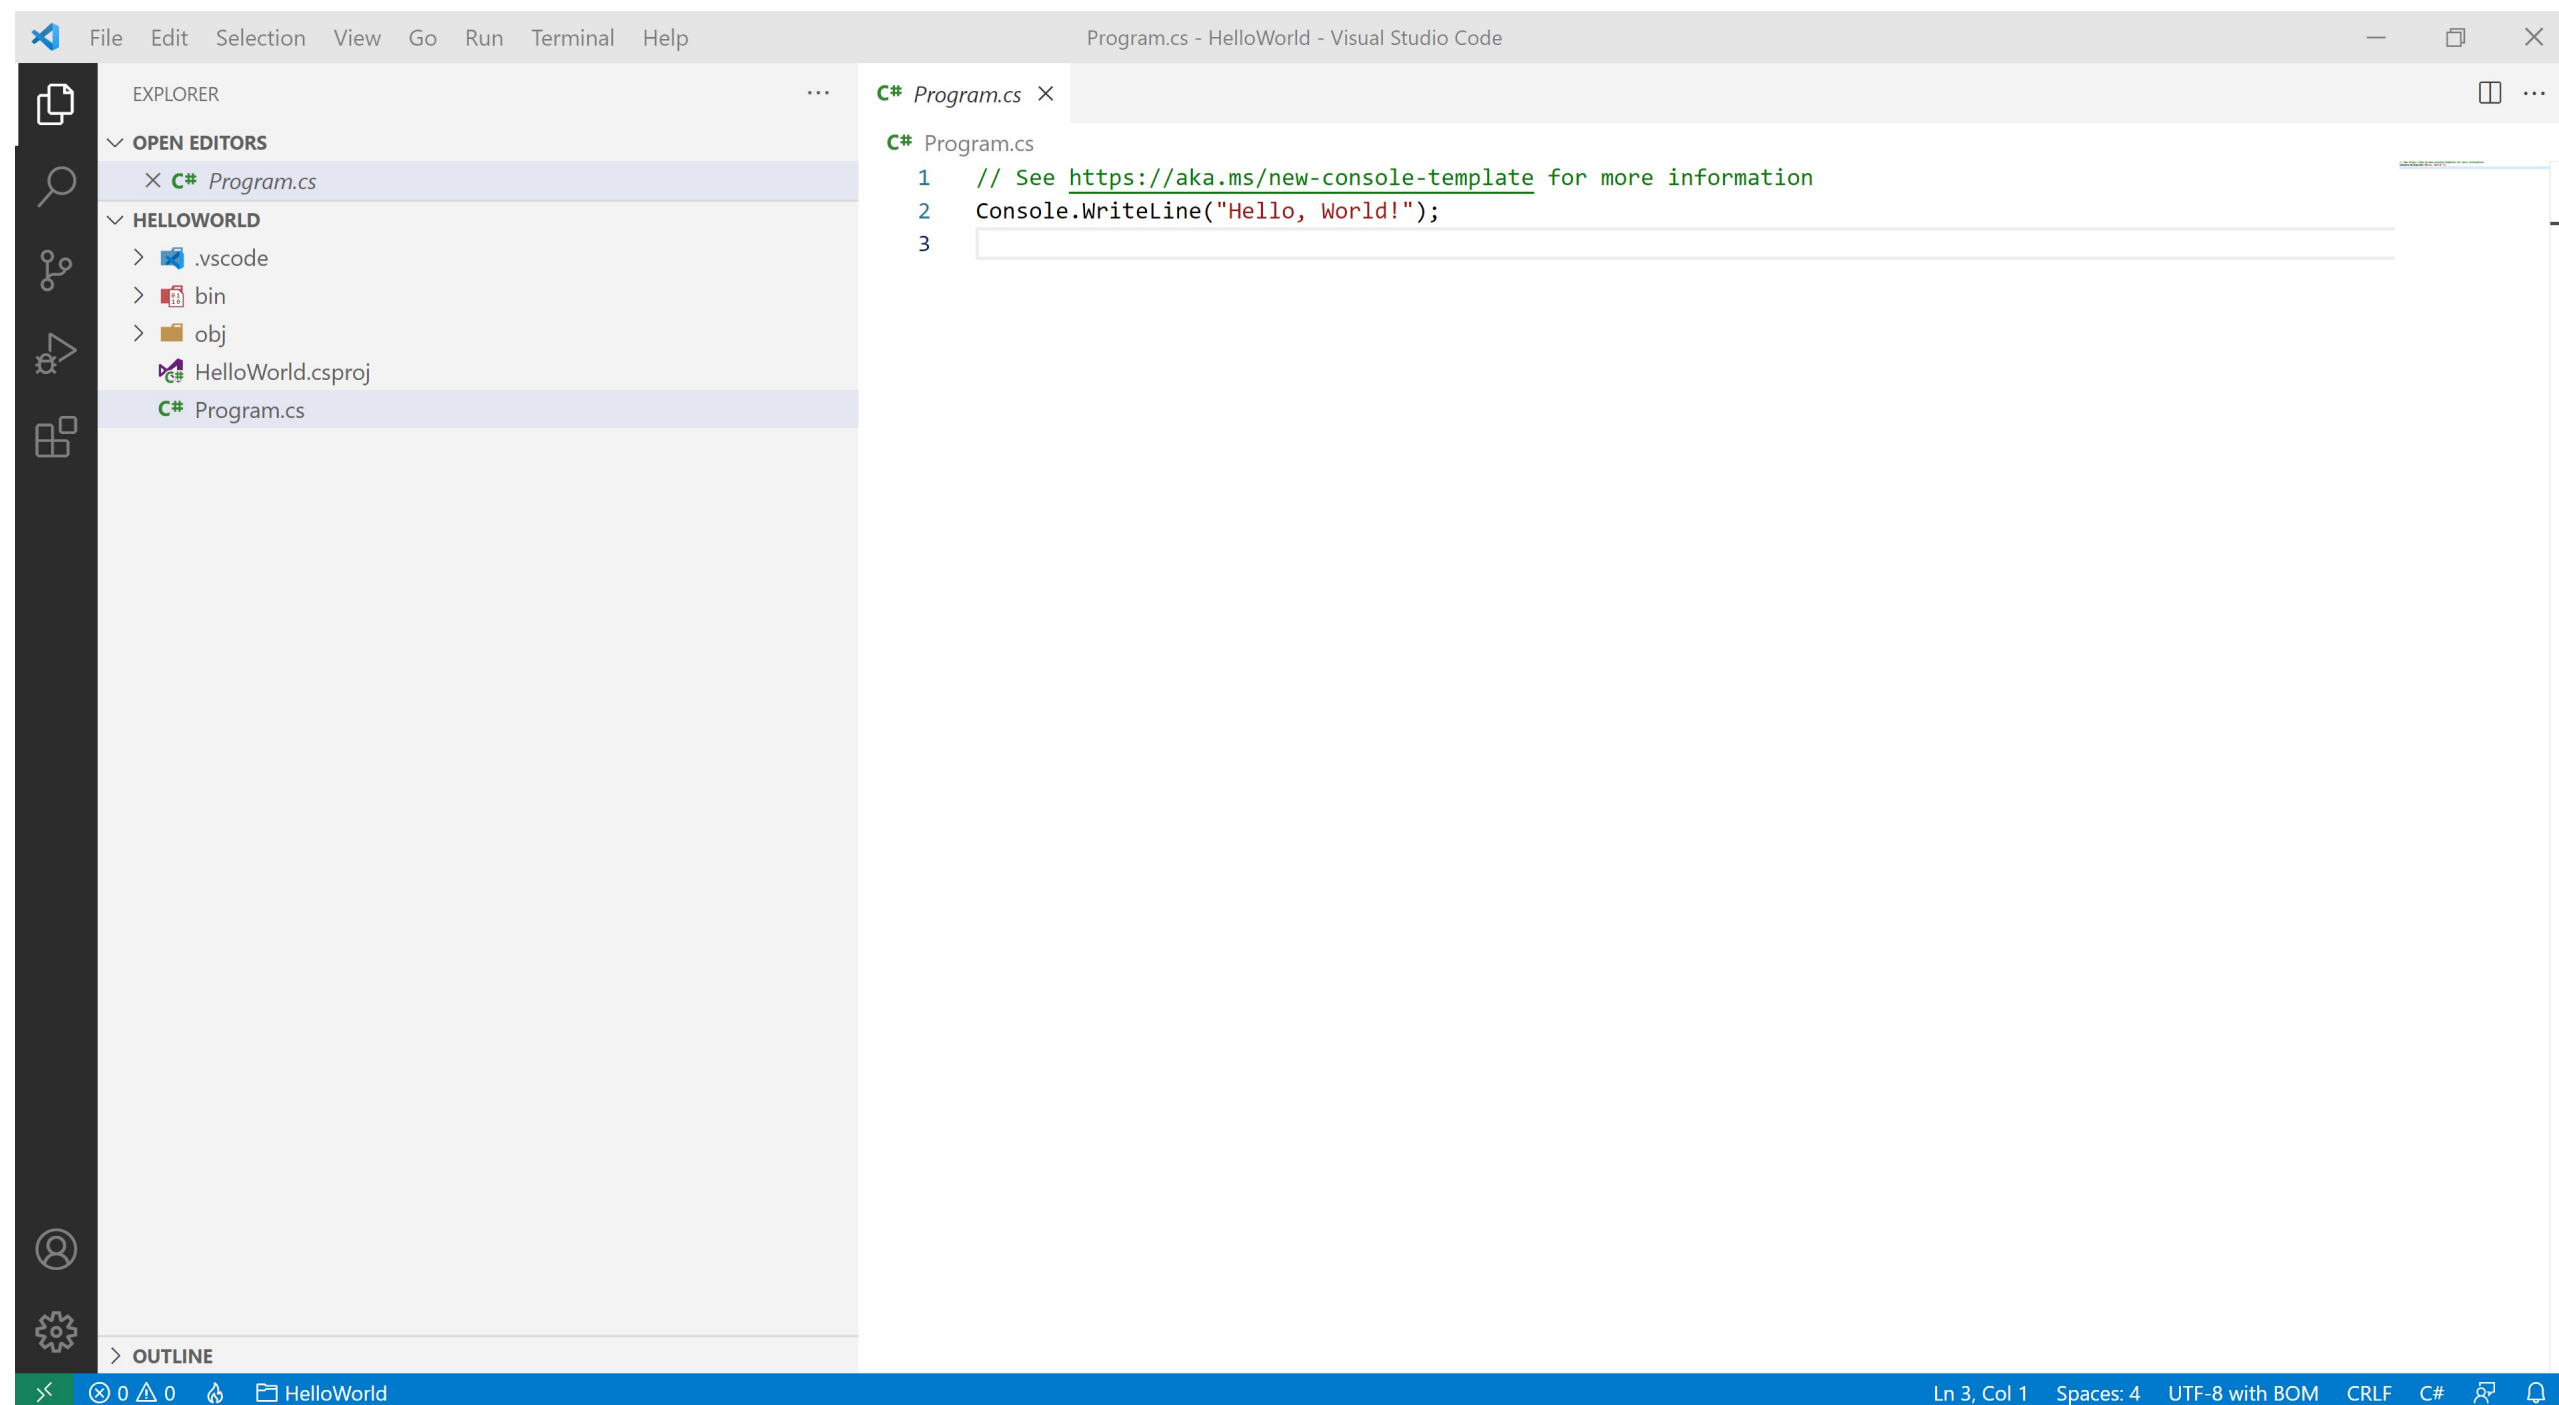 File Edit Selection View Go Run Terminal Help
Program.cs - HelloWorld - Visual Studio Code
EXPLORER
OPEN EDITORS
C# Program.cs
HELLOWORLD
.vscode
bin
obj
HelloWorld.csproj
C# Program.cs
OUTLINE
C# Program.cs
C# Program.cs
1 // See https://aka.ms/new-console-template for more information
2 Console.WriteLine("Hello, World!");
3
0 0 HelloWorld
Ln 3, Col 1 Spaces: 4 UTF-8 with BOM CRLF C#